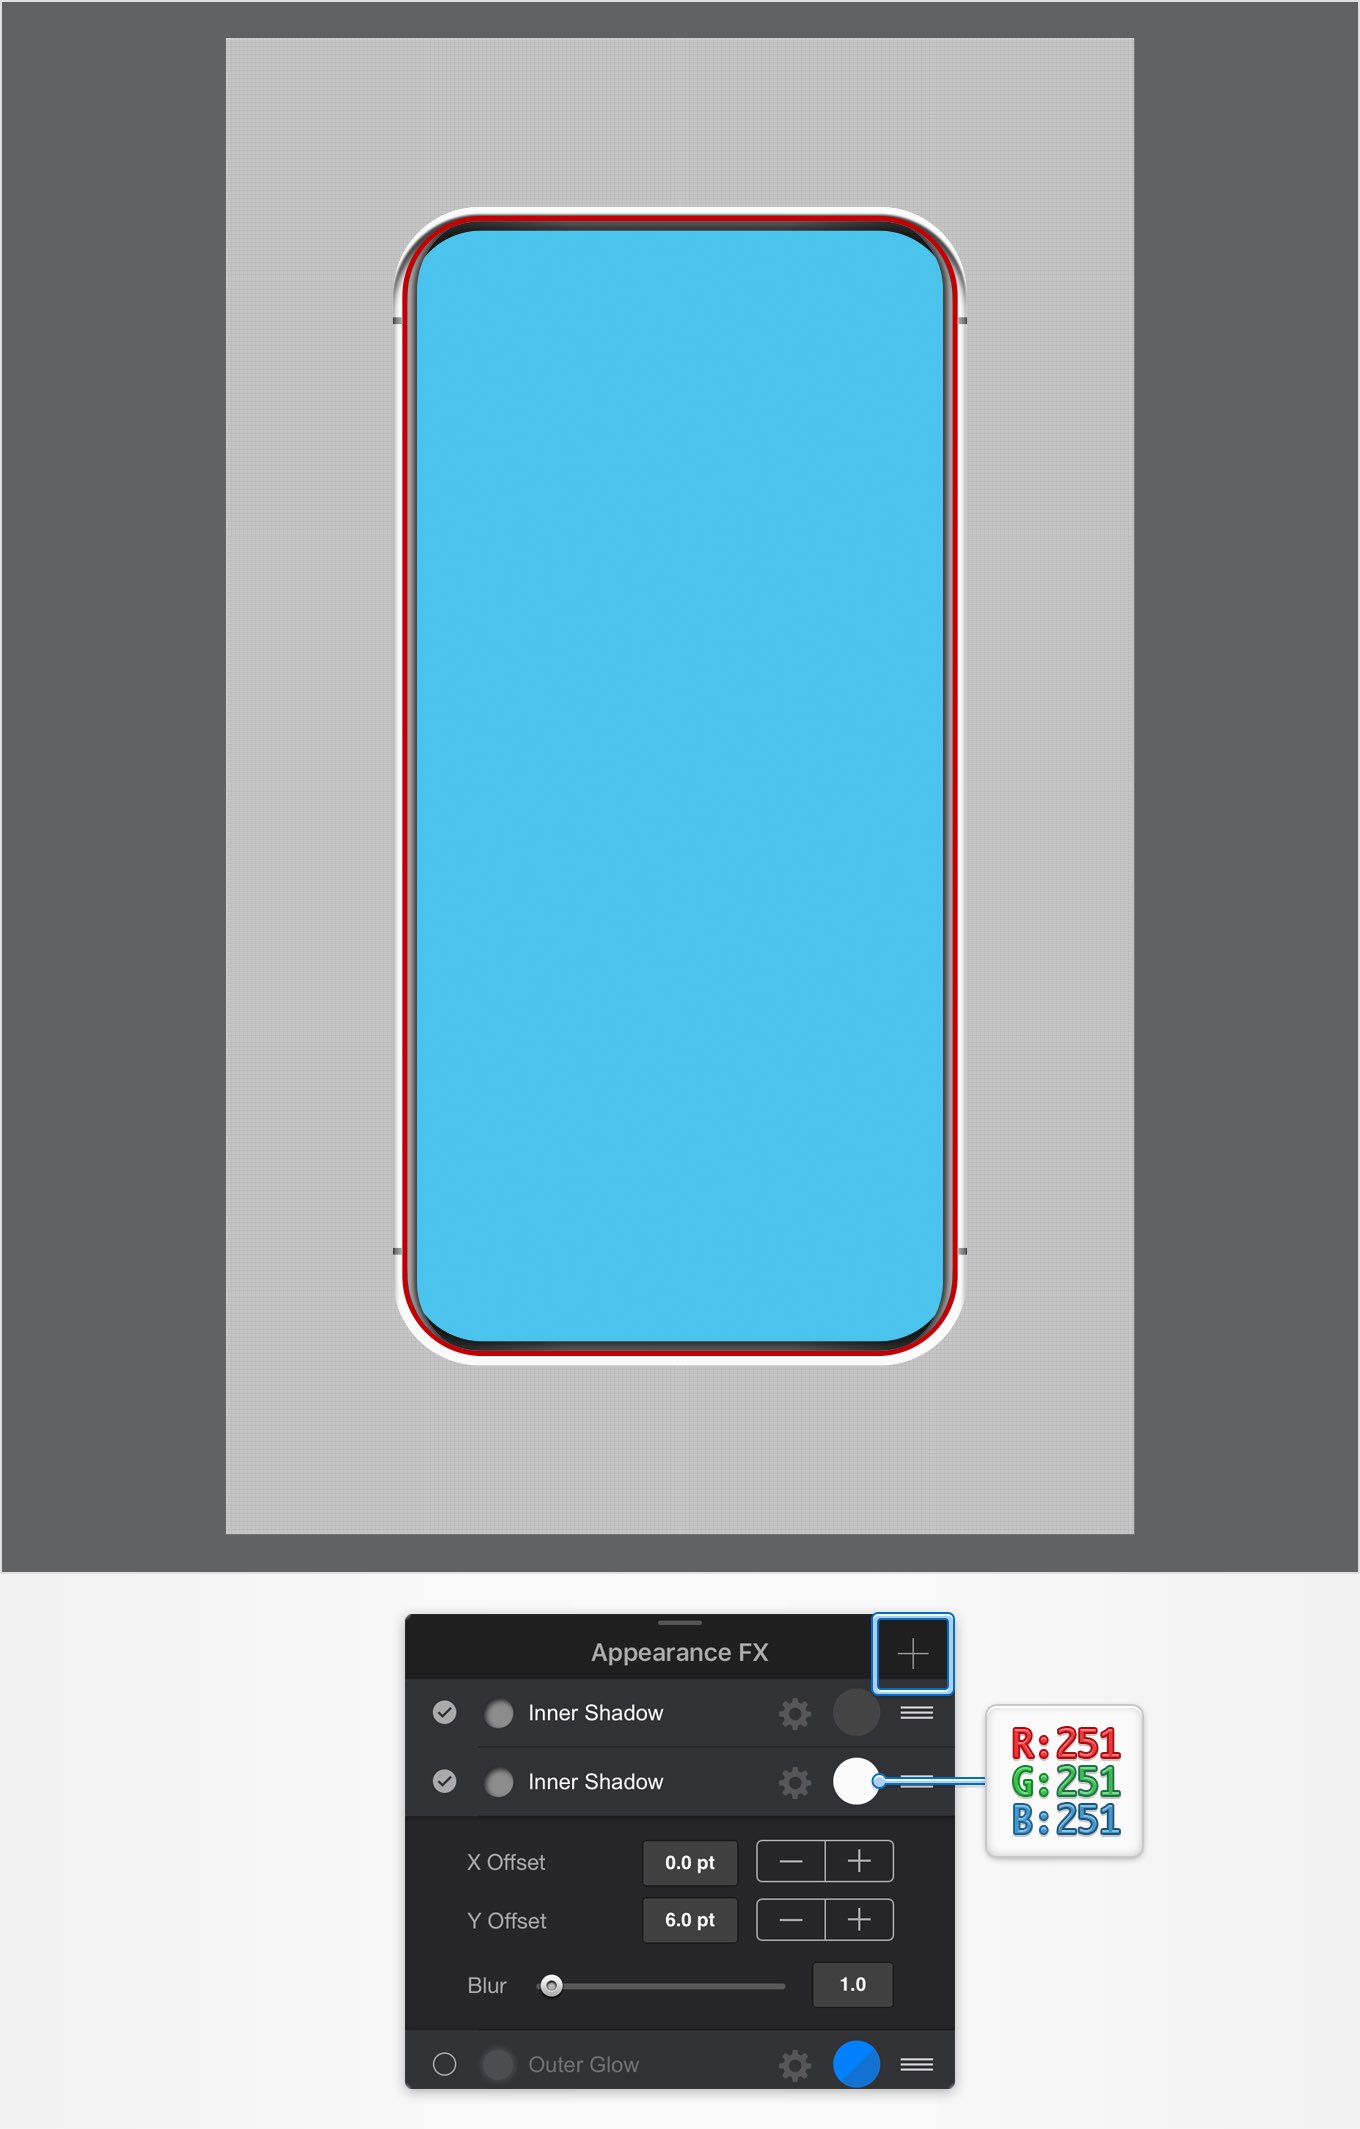 Appearance FX
Inner Shadow
Inner Shadow
R:251
G:251
B:251
X Offset 0.0 pt
Y Offset 6.0 pt
Blur 1.0
Outer Glow